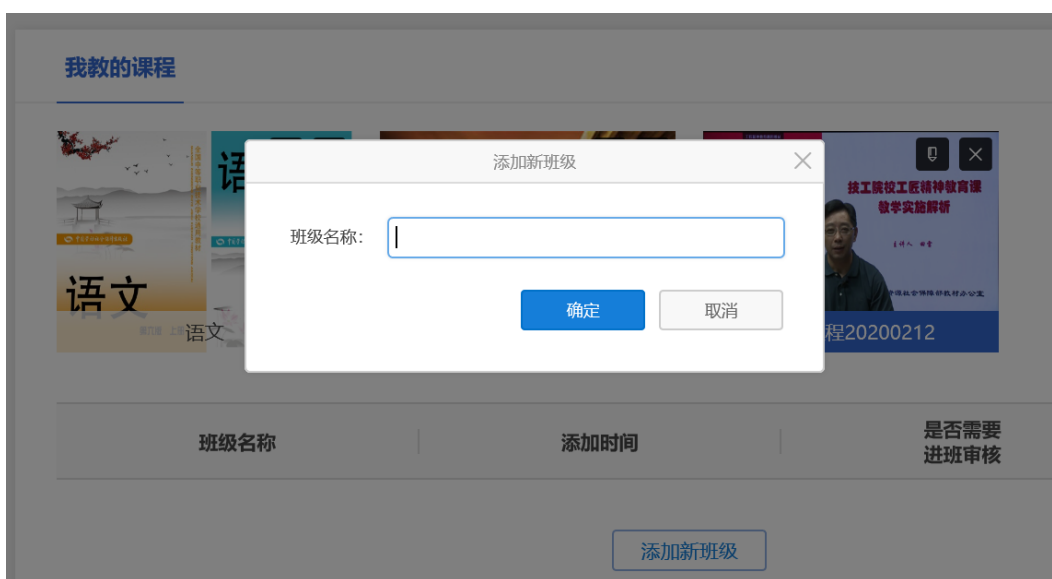 我教的课程
添加新班级
技工院校工匠精神教育课
教学实施解析
班级名称：
语文
确定
取消
语文
程20200212
班级名称
添加时间
是否需要
进班审核
添加新班级